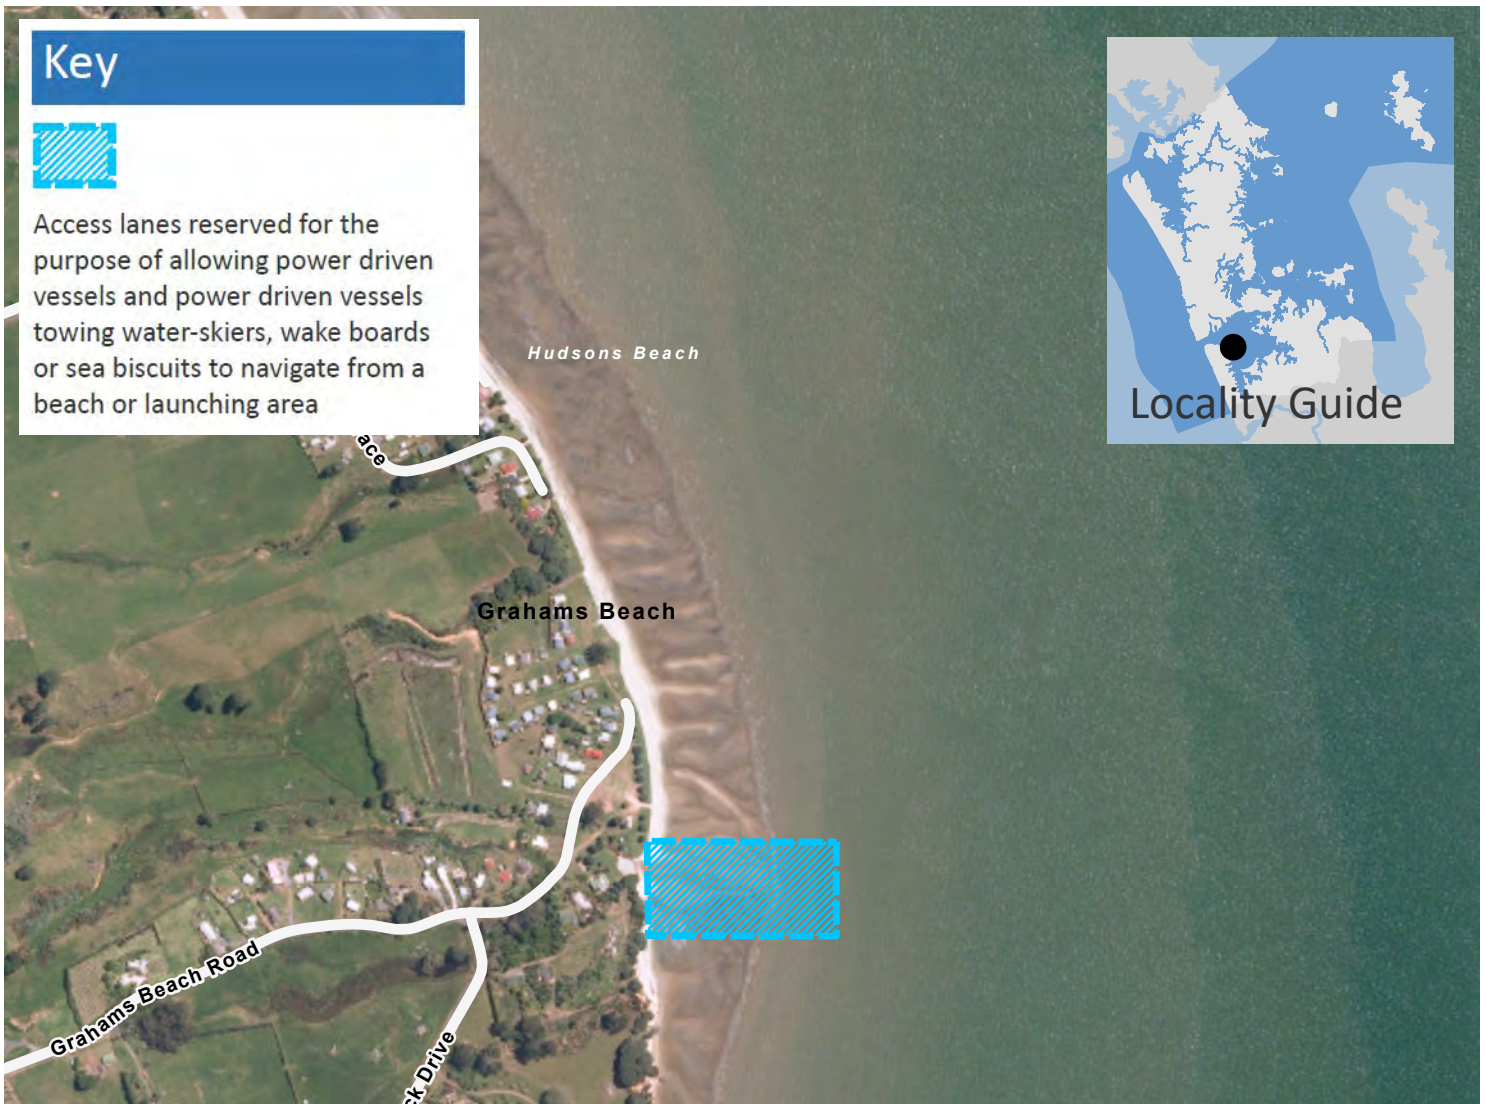 Key
Access lanes reserved for the
purpose of allowing power driven
vessels and power driven vessels
towing water-skiers, wake boards
or sea biscuits to navigate from a
beach or launching area
Locality Guide
Hudsons Beach
Grahams Beach
Grahams Beach Road
Drive